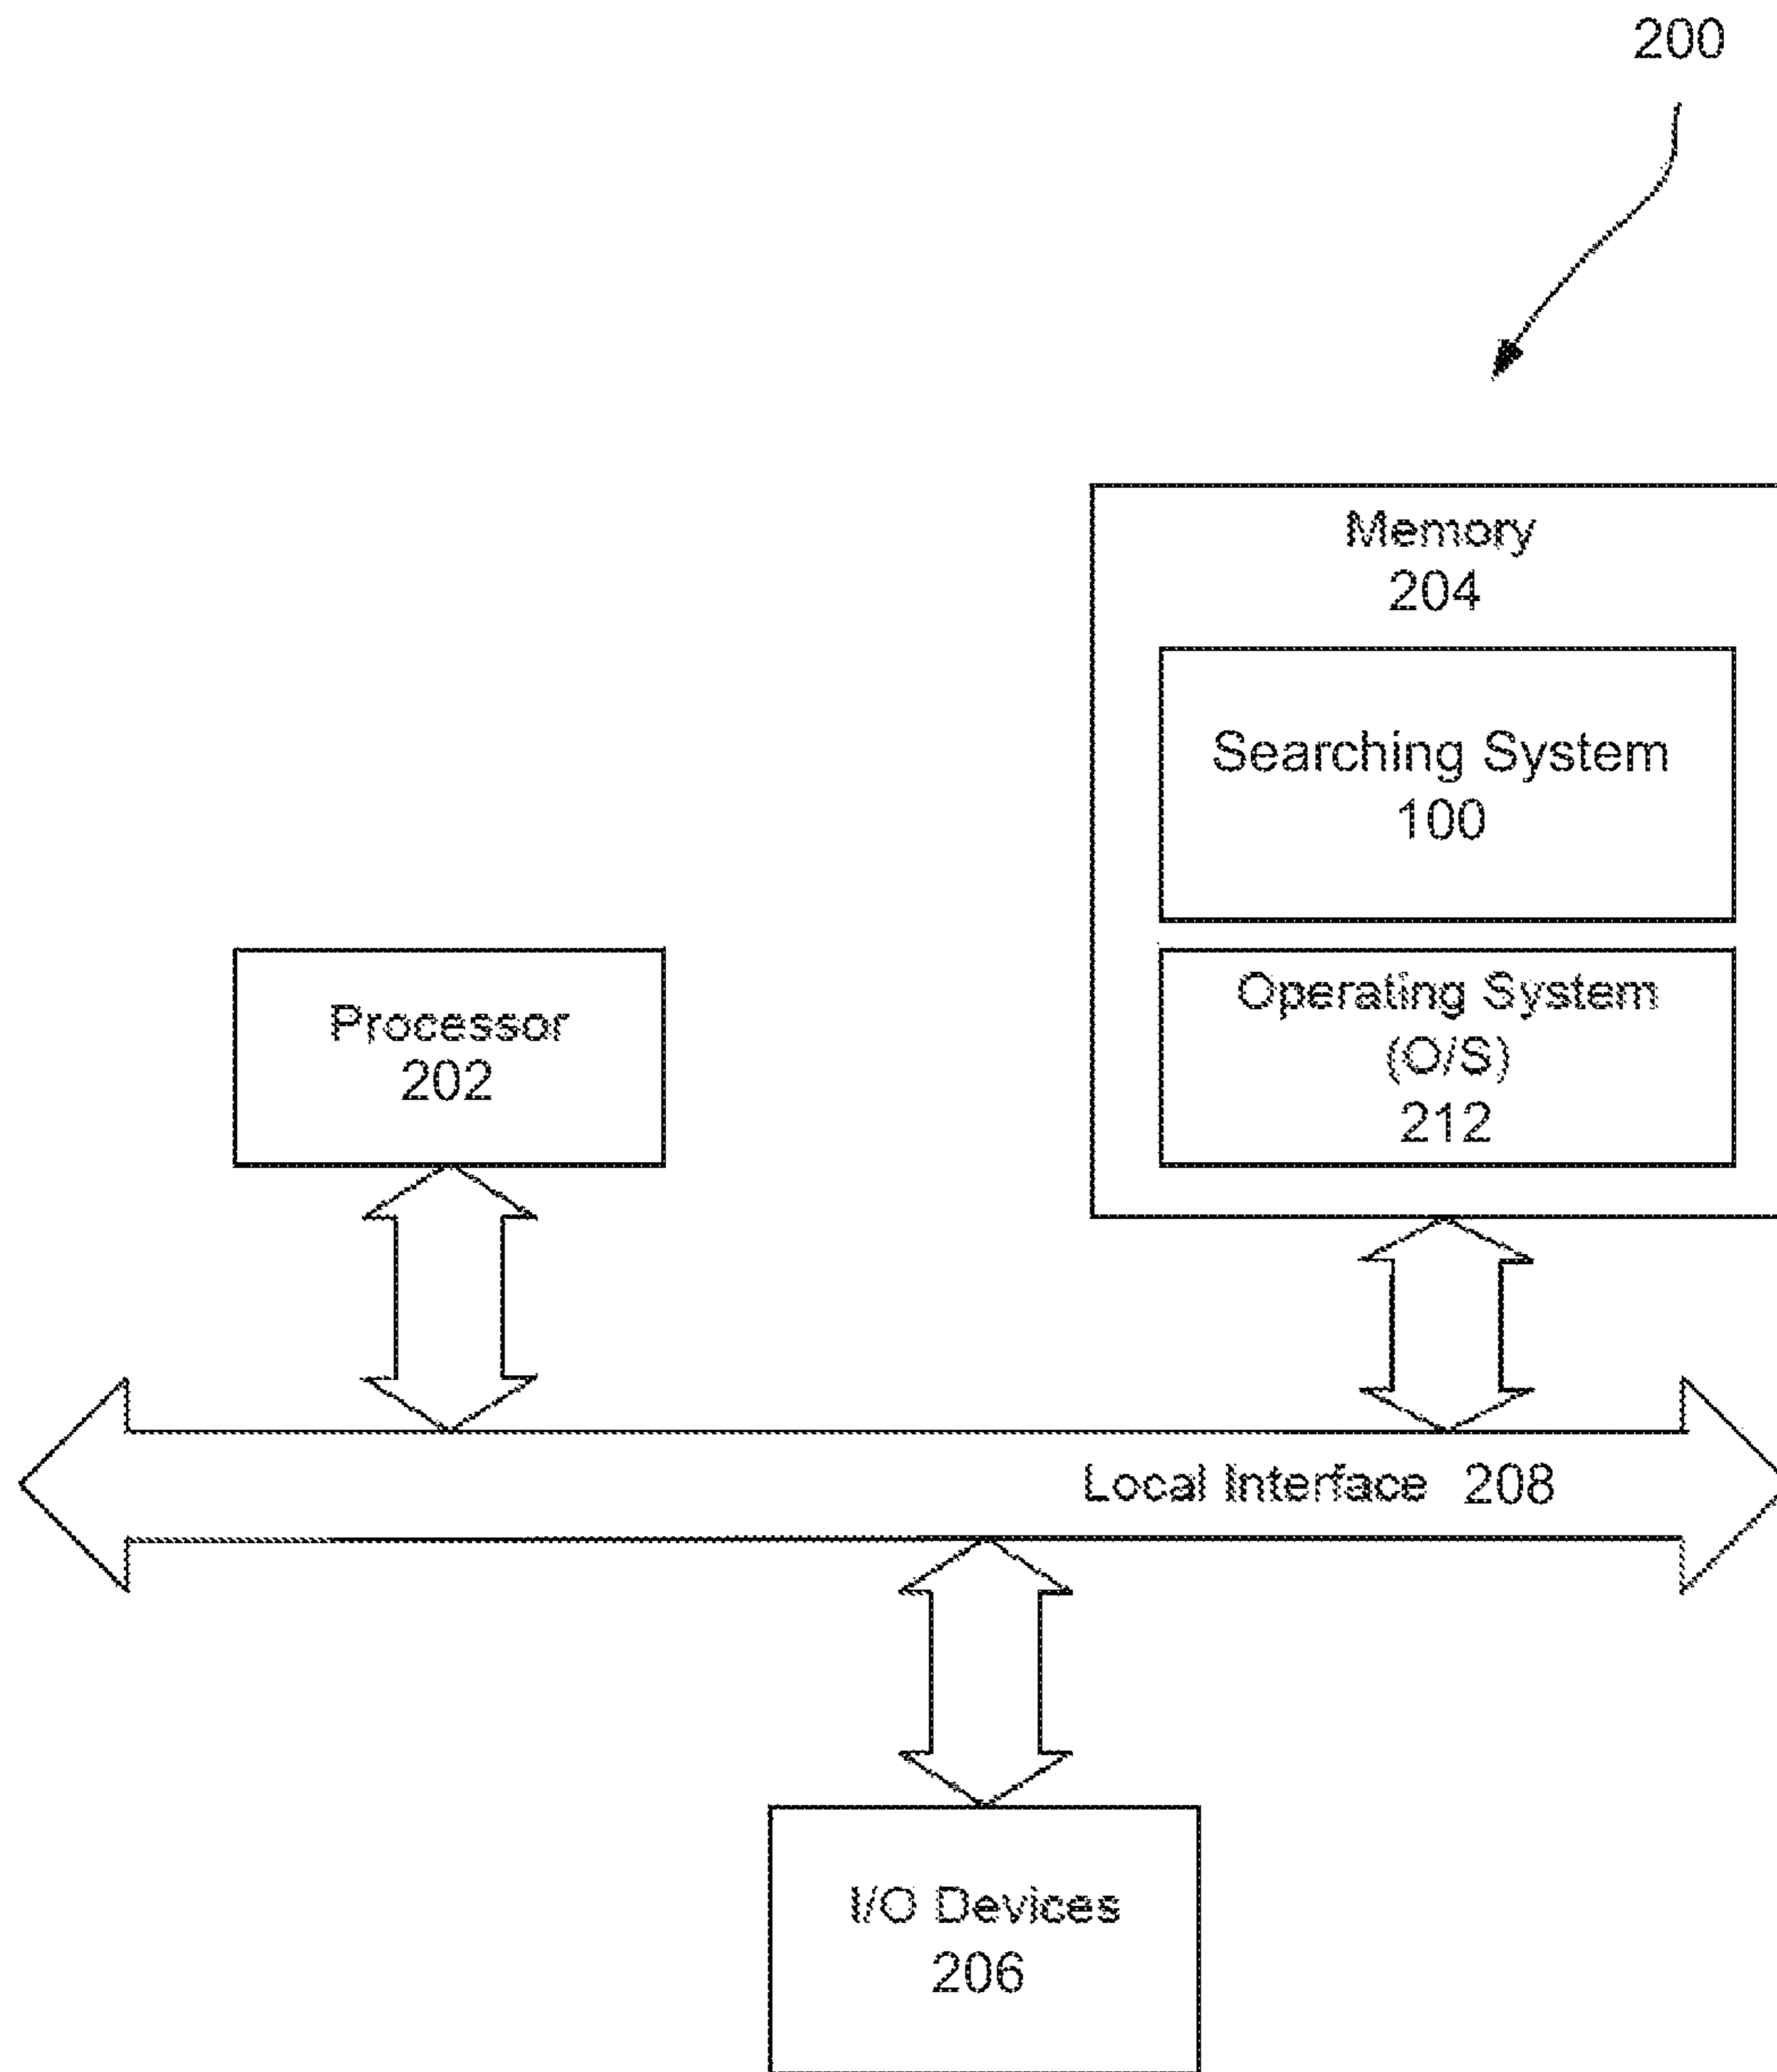 200
Memory
204
Searching System
100
Operating System
(O/S)
212
Processor
202
Local Interface 208
I/O Devices
206